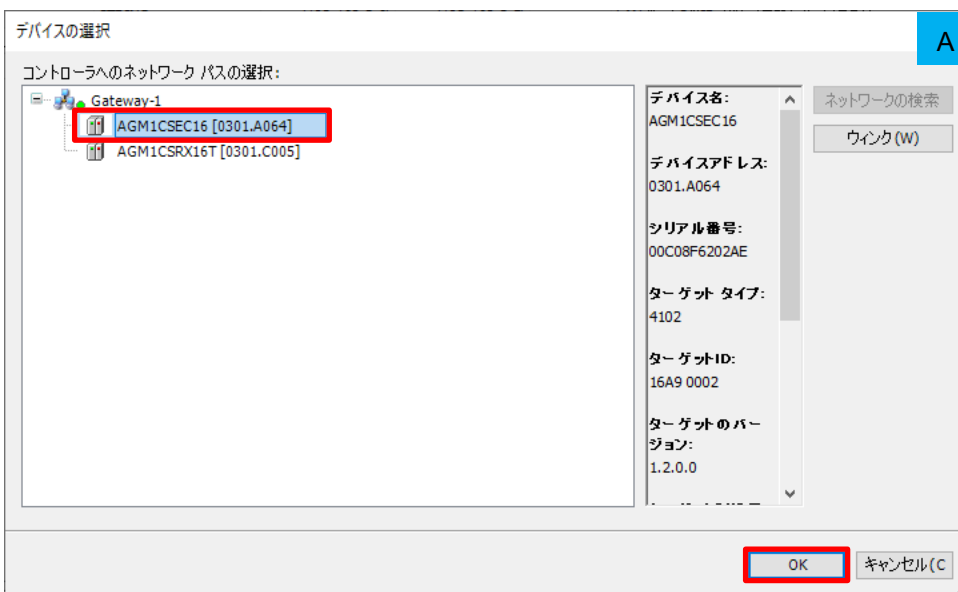 デバイスの選択
A
コントローラへのネットワーク パスの選択:
Gateway-1
AGM1CSEC16 [0301.A064]
AGM1CSRX16T [0301.C005]
デバイス名:
AGM1CSEC16
デバイスアドレス:
0301.A064
シリアル番号:
00C08F6202AE
ターゲット タイプ:
4102
ターゲットID:
16A9 0002
ターゲットのバー
ジョン:
1.2.0.0
ネットワークの検索
ウィンク(W)
OK
キャンセル(C